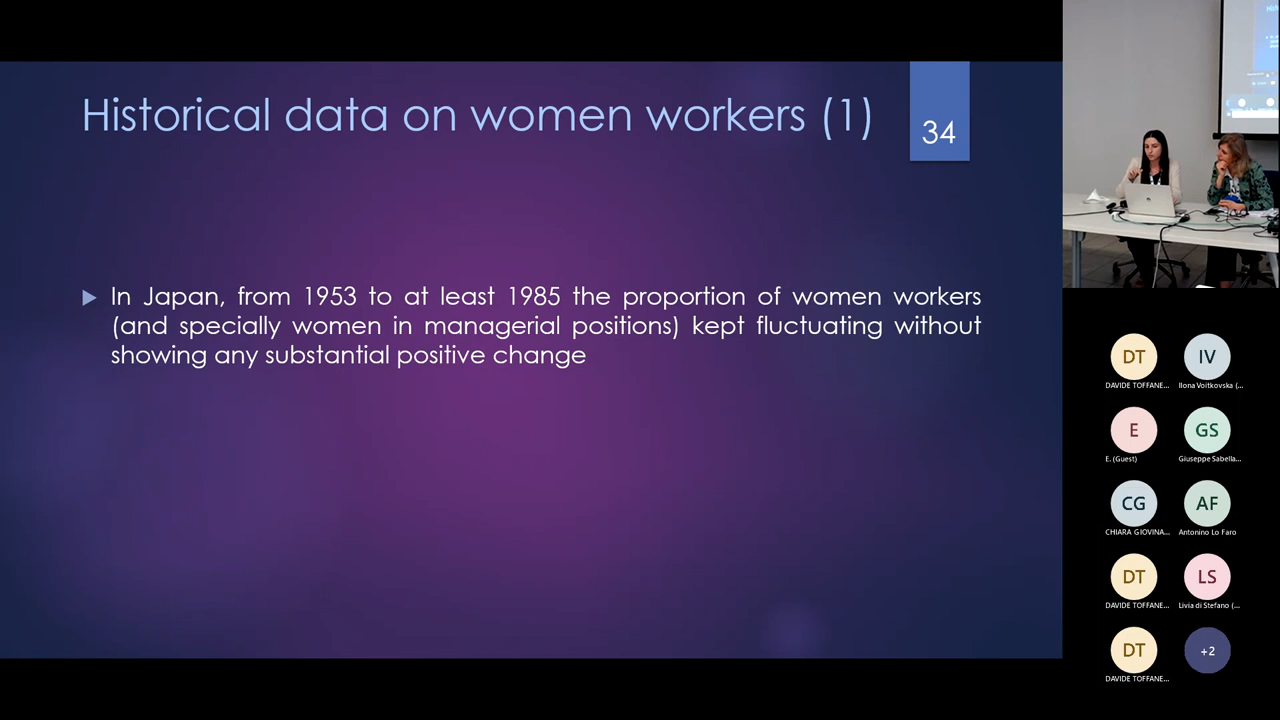 Historical data on women workers (1)
34
In Japan, from 1953 to at least 1985 the proportion of women workers
(and specially women in managerial positions) kept fluctuating without
showing any substantial positive change
DT
IV
DAVIDE TOFFANE...
Ilona Voitkovska (...
E
GS
E. (Guest)
Giuseppe Sabella...
CG
AF
CHIARA GIOVINA...
Antonino Lo Faro
DT
LS
DAVIDE TOFFANE...
Livia di Stefano (...
DT
+2
DAVIDE TOFFANE...